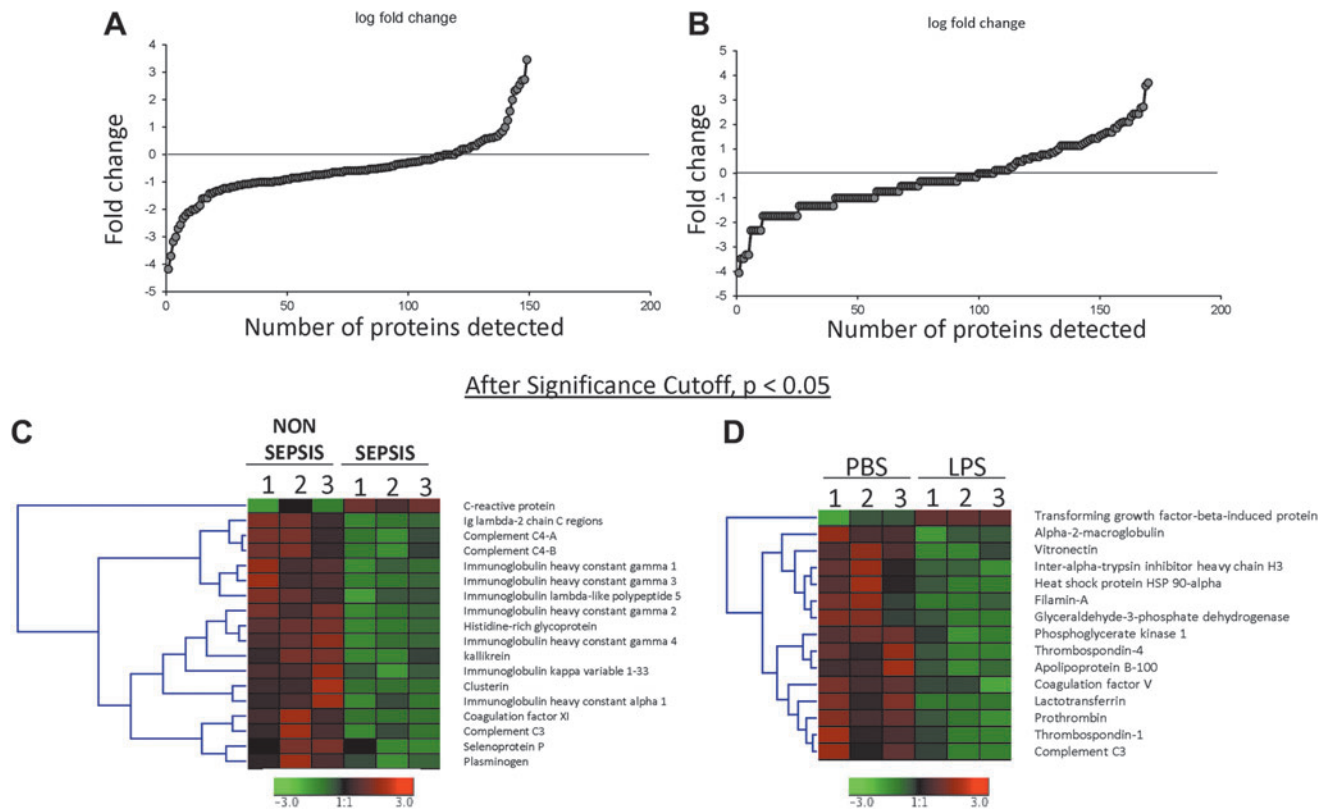 A
log fold change
4
3
2
1
0
-1
-2
-3
-4
-5
Fold change
0 50 100 150 200
Number of proteins detected
B
log fold change
5
4
3
2
1
0
-1
-2
-3
-4
-5
Fold change
0 50 100 150 200
Number of proteins detected
After Significance Cutoff, p < 0.05
C
NON
SEPSIS SEPSIS
1 2 3 1 2 3
C-reactive protein
Ig lambda-2 chain C regions
Complement C4-A
Complement C4-B
Immunoglobulin heavy constant gamma 1
Immunoglobulin heavy constant gamma 3
Immunoglobulin lambda-like polypeptide 5
Immunoglobulin heavy constant gamma 2
Histidine-rich glycoprotein
Immunoglobulin heavy constant gamma 4
kallikrein
Immunoglobulin kappa variable 1-33
Clusterin
Immunoglobulin heavy constant alpha 1
Coagulation factor XI
Complement C3
Selenoprotein P
Plasminogen
-3.0 1:1 3.0
D
PBS LPS
1 2 3 1 2 3
Transforming growth factor-beta-induced protein
Alpha-2-macroglobulin
Vitronectin
Inter-alpha-trypsin inhibitor heavy chain H3
Heat shock protein HSP 90-alpha
Filamin-A
Glyceraldehyde-3-phosphate dehydrogenase
Phosphoglycerate kinase 1
Thrombospondin-4
Apolipoprotein B-100
Coagulation factor V
Lactotransferrin
Prothrombin
Thrombospondin-1
Complement C3
-3.0 1:1 3.0